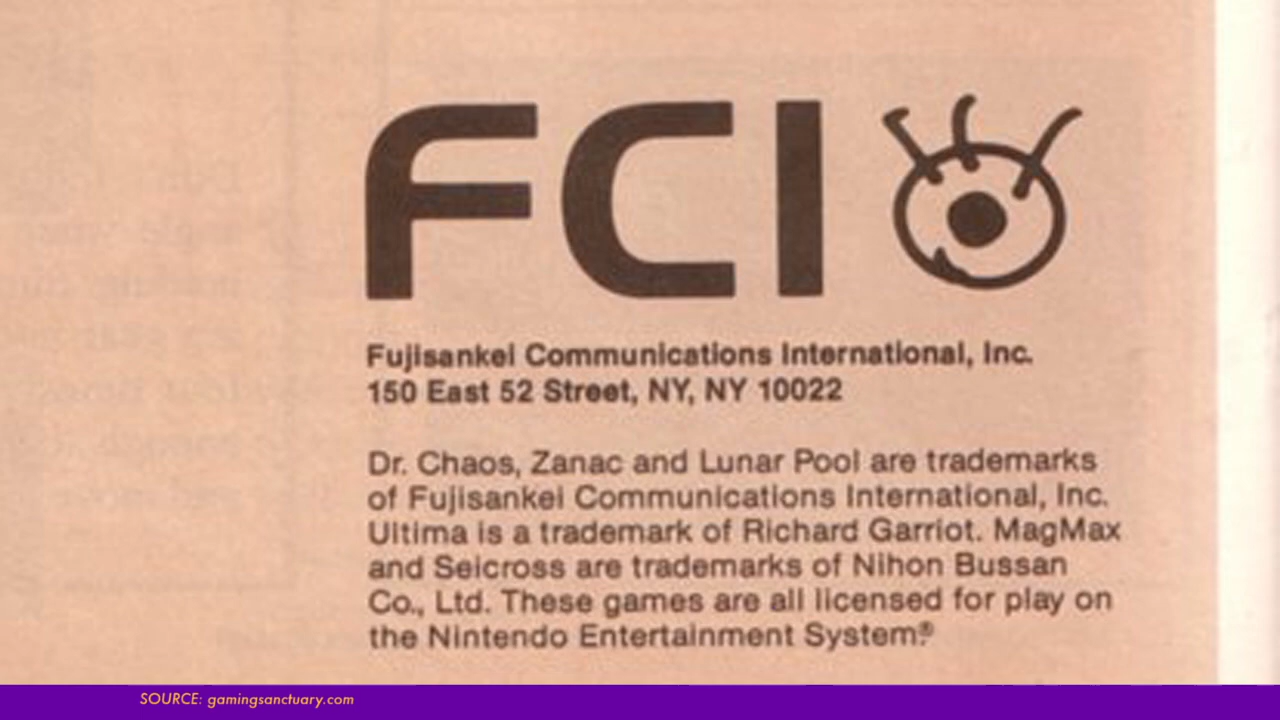 FCI
Fujisankei Communications International, Inc.
150 East 52 Street, NY, NY 10022
Dr. Chaos, Zanac and Lunar Pool are trademarks
of Fujisankei Communications International, Inc.
Ultima is a trademark of Richard Garriot. MagMax
and Seicross are trademarks of Nihon Bussan
Co., Ltd. These games are all licensed for play on
the Nintendo Entertainment System.®
SOURCE: gamingsanctuary.com